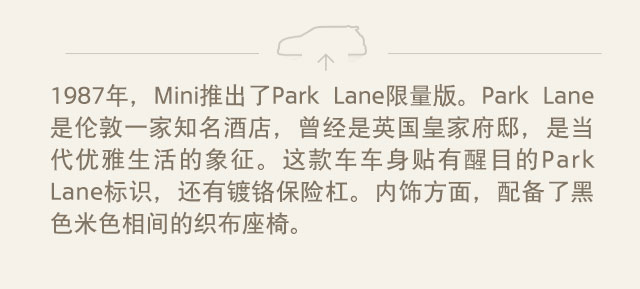 1987年，Mini推出了Park Lane限量版。Park Lane
是伦敦一家知名酒店，曾经是英国皇家府邸，是当
代优雅生活的象征。这款车车身贴有醒目的Park
Lane标识，还有镀铬保险杠。内饰方面，配备了黑
色米色相间的织布座椅。